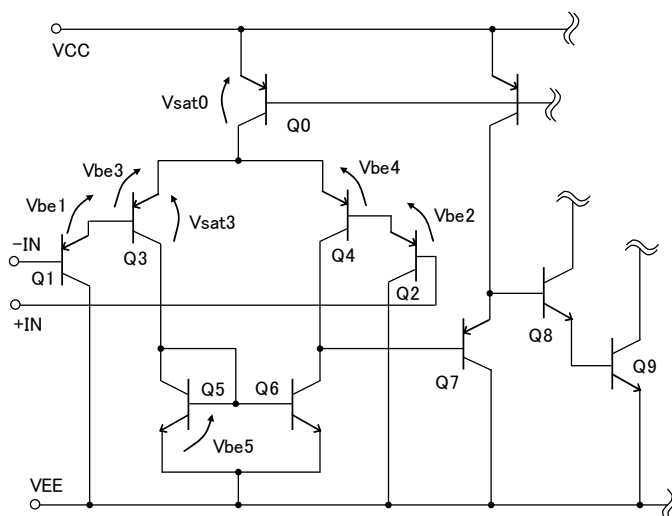 VCC
Vsat0
Q0
Vbe3
Vbe4
Vbe1
Vsat3
Vbe2
-IN
Q1
Q3
Q4
Q2
+IN
Q8
Q7
Q9
Q5
Q6
Vbe5
VEE